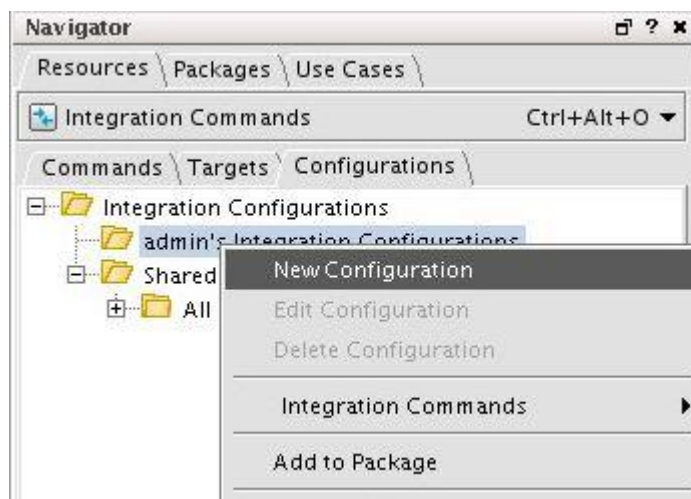 Navigator
Resources Packages Use Cases
Integration Commands Ctrl+Alt+O
Commands Targets Configurations
Integration Configurations
admin's Integration Configurations
Shared
All
New Configuration
Edit Configuration
Delete Configuration
Integration Commands
Add to Package